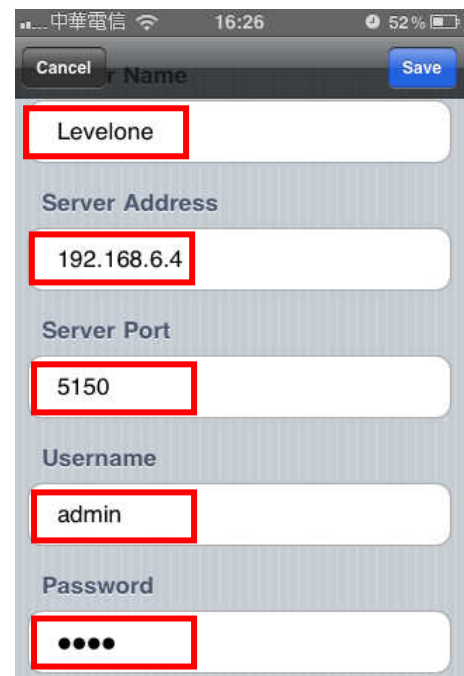 中華電信 16:26 52%
Cancel Name Save
Levelone
Server Address
192.168.6.4
Server Port
5150
Username
admin
Password
●●●●